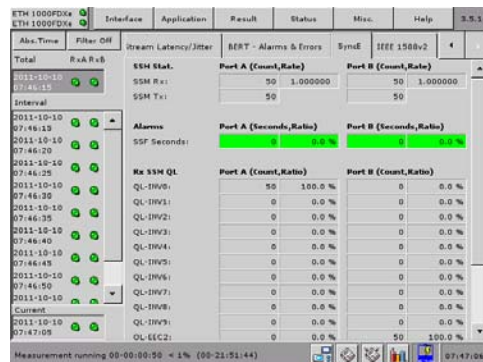 ETH 1000FDXe
ETH 1000FDXe
Interface Application Result Status Misc. Help 3.5.1
Abs.Time Filter Off Stream Latency/Jitter BERT - Alarms & Errors SyncE IEEE 1588v2
Total RxA RxB
2011-10-10
07:46:15
Interval
2011-10-10
07:46:15
2011-10-10
07:46:20
2011-10-10
07:46:25
2011-10-10
07:46:30
2011-10-10
07:46:35
2011-10-10
07:46:40
2011-10-10
07:46:45
2011-10-10
07:46:50
2011-10-10
Current
2011-10-10
07:47:05
SSM Stat. Port A (Count,Rate) Port B (Count,Rate)
SSM Rx: 50 1.000000 50 1.000000
SSM Tx: 50 50
Alarms Port A (Seconds,Ratio) Port B (Seconds,Ratio)
SSF Seconds: 0 0.0 % 0 0.0 %
Rx SSM QL Port A (Count,Ratio) Port B (Count,Ratio)
QL-INV0: 50 100.0 % 0 0.0 %
QL-INV1: 0 0.0 % 0 0.0 %
QL-INV2: 0 0.0 % 0 0.0 %
QL-INV3: 0 0.0 % 0 0.0 %
QL-INV4: 0 0.0 % 0 0.0 %
QL-INV5: 0 0.0 % 0 0.0 %
QL-INV6: 0 0.0 % 0 0.0 %
QL-INV7: 0 0.0 % 0 0.0 %
QL-INV8: 0 0.0 % 0 0.0 %
QL-INV9: 0 0.0 % 0 0.0 %
QL-EEC2: 0 0.0 % 50 100.0 %
Measurement running 00-00:00:50 < 1% (00-21:51:44) 07:47:05